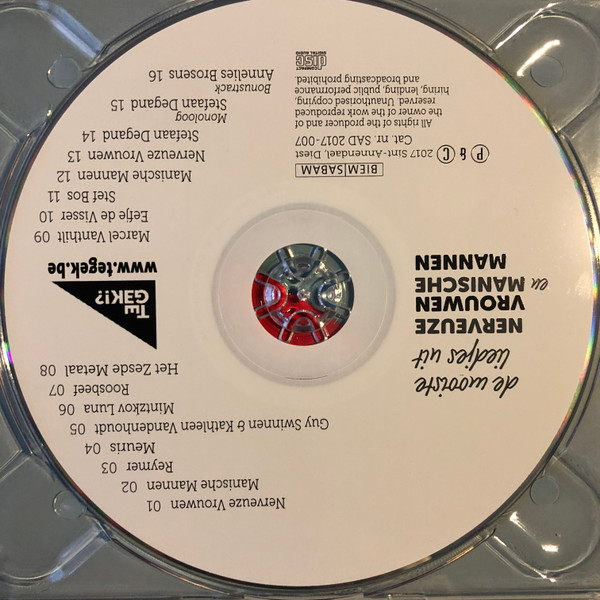 de mooiste
liedjes uit
NERVEUZE
VROUWEN
en MANISCHE
MANNEN
Nerveuze Vrouwen 01
Manische Mannen 02
Reymer 03
Meuris 04
Guy Swinnen & Kathleen Vandenhoudt 05
Mintzkov Luna 06
Roosbeef 07
Het Zesde Metaal 08
TE
GEK!?
www.tegek.be
Marcel Vanthilt 09
Eefje de Visser 10
Stef Bos 11
Manische Mannen 12
Nerveuze Vrouwen 13
Stefaan Degand 14
Monoloog
Stefaan Degand 15
Bonustrack
Annelies Brosens 16
BIEM SABAM
P & C 2017 Sint-Annendael, Diest
Cat. nr. SAD 2017-007
All rights of the producer and of
the owner of the work reproduced
reserved. Unauthorised copying,
hiring, lending, public performance
and broadcasting prohibited.
COMPACT
disc
DIGITAL AUDIO